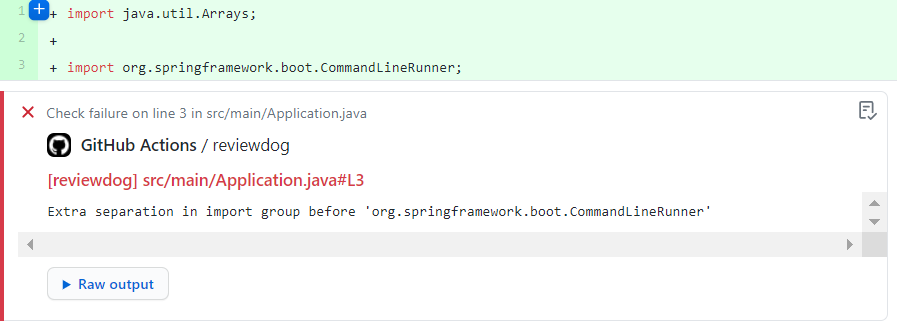 1 + import java.util.Arrays;
2 +
3 + import org.springframework.boot.CommandLineRunner;
Check failure on line 3 in src/main/Application.java
GitHub Actions / reviewdog
[reviewdog] src/main/Application.java#L3
Extra separation in import group before 'org.springframework.boot.CommandLineRunner'
Raw output